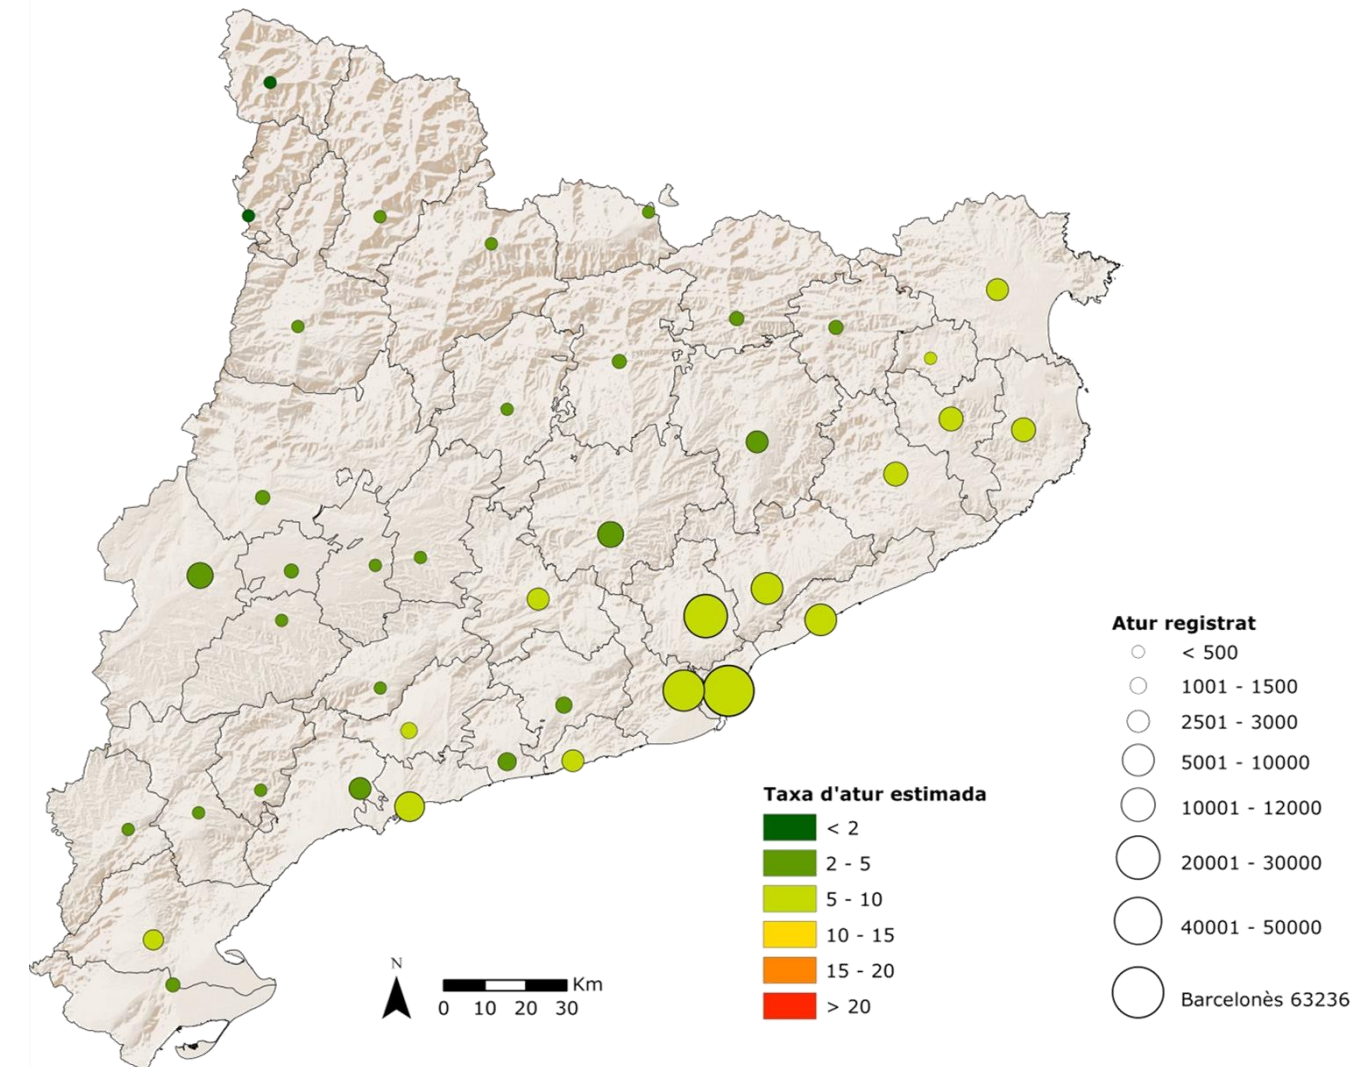 Atur registrat
< 500
1001 - 1500
2501 - 3000
5001 - 10000
10001 - 12000
20001 - 30000
40001 - 50000
Barcelonès 63236
Taxa d'atur estimada
< 2
2 - 5
5 - 10
10 - 15
15 - 20
> 20
N
Km
0 10 20 30